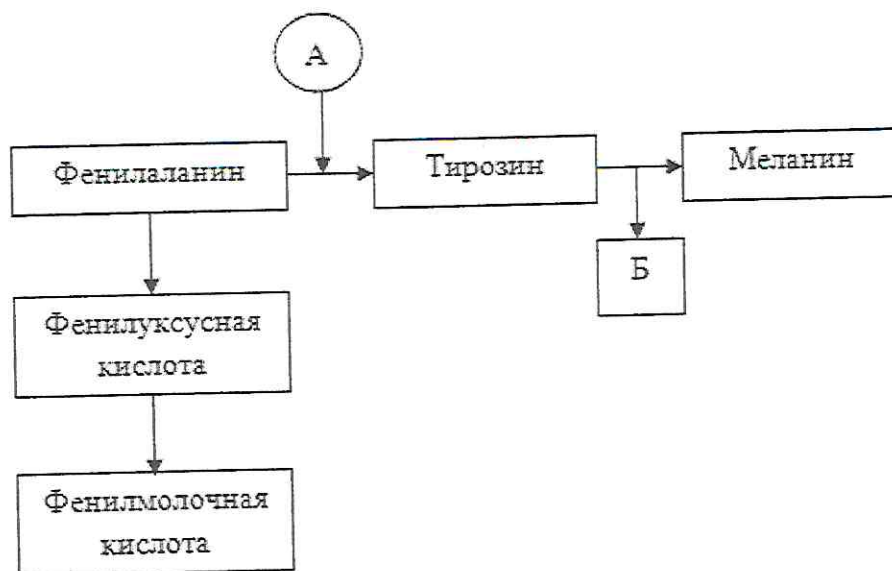 А
Фенилаланин
Тирозин
Меланин
Б
Фенилуксусная
кислота
Фенилмолочная
кислота